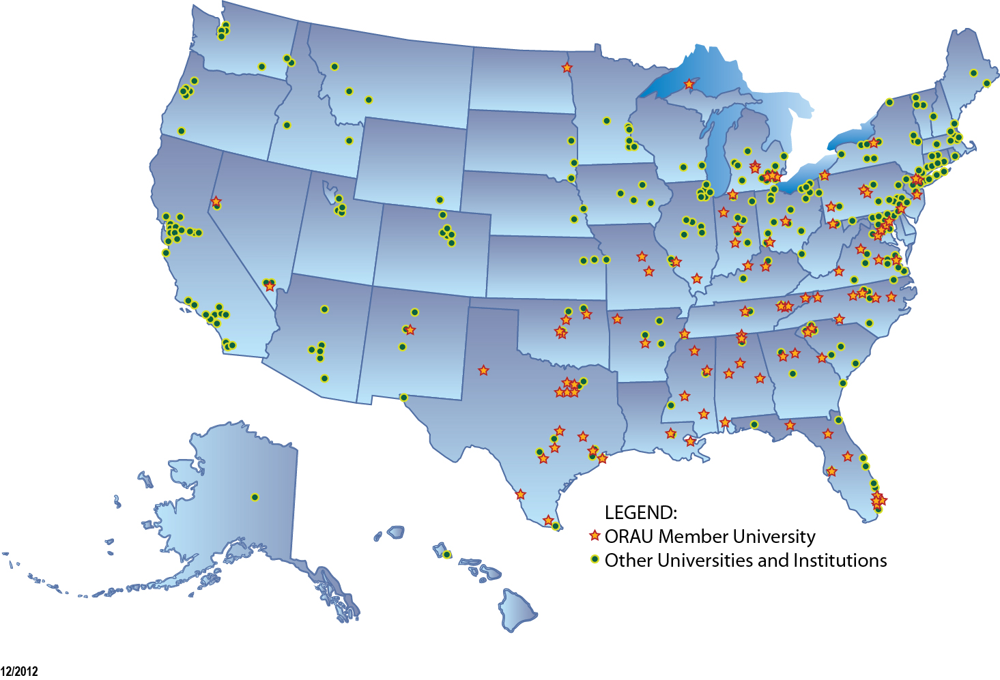 LEGEND:
ORAU Member University
Other Universities and Institutions
12/2012